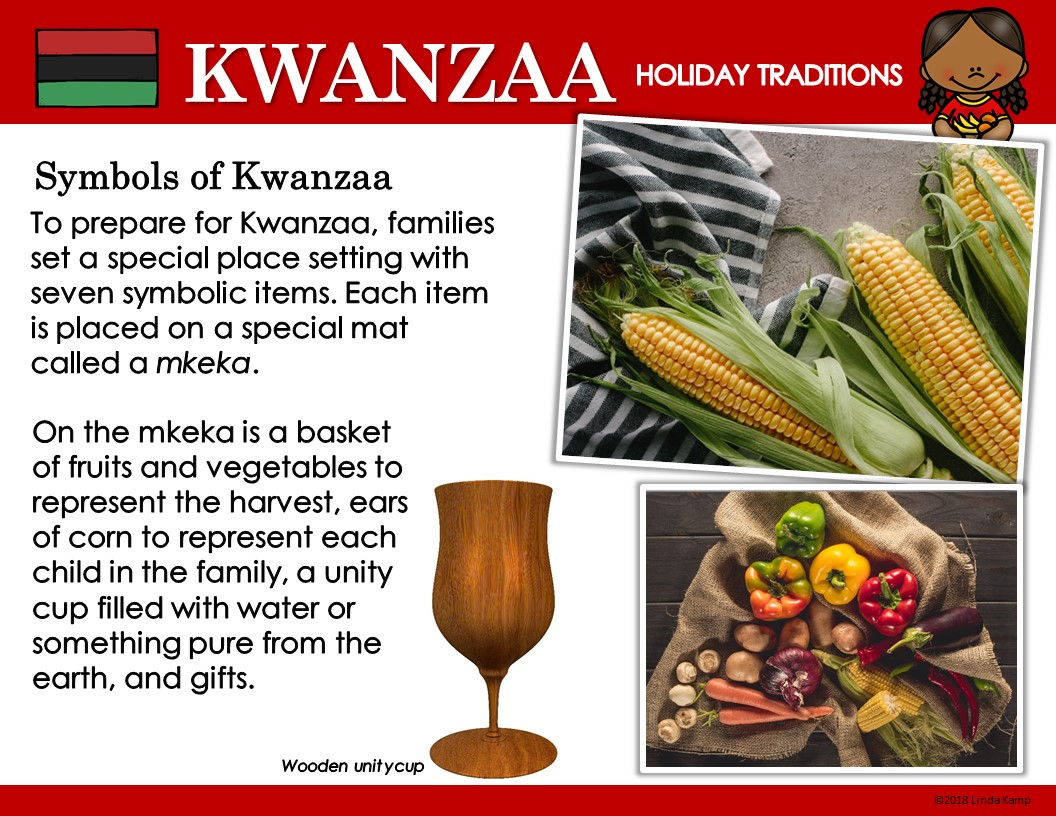 KWANZAA HOLIDAY TRADITIONS
Symbols of Kwanzaa
To prepare for Kwanzaa, families
set a special place setting with
seven symbolic items. Each item
is placed on a special mat
called a mkeka.
On the mkeka is a basket
of fruits and vegetables to
represent the harvest, ears
of corn to represent each
child in the family, a unity
cup filled with water or
something pure from the
earth, and gifts.
Wooden unity cup
©2018 Linda Kamp